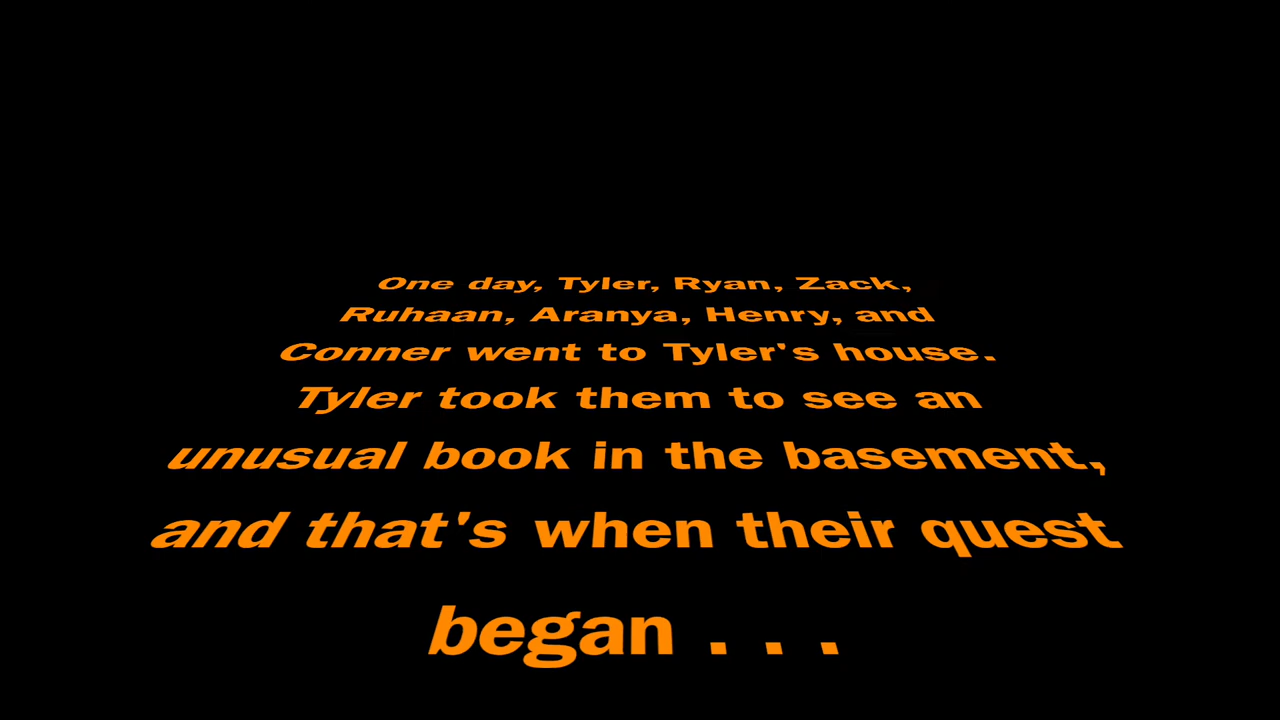 One day, Tyler, Ryan, Zack,
Ruhaan, Aranya, Henry, and
Conner went to Tyler's house.
Tyler took them to see an
unusual book in the basement,
and that's when their quest
began . . .